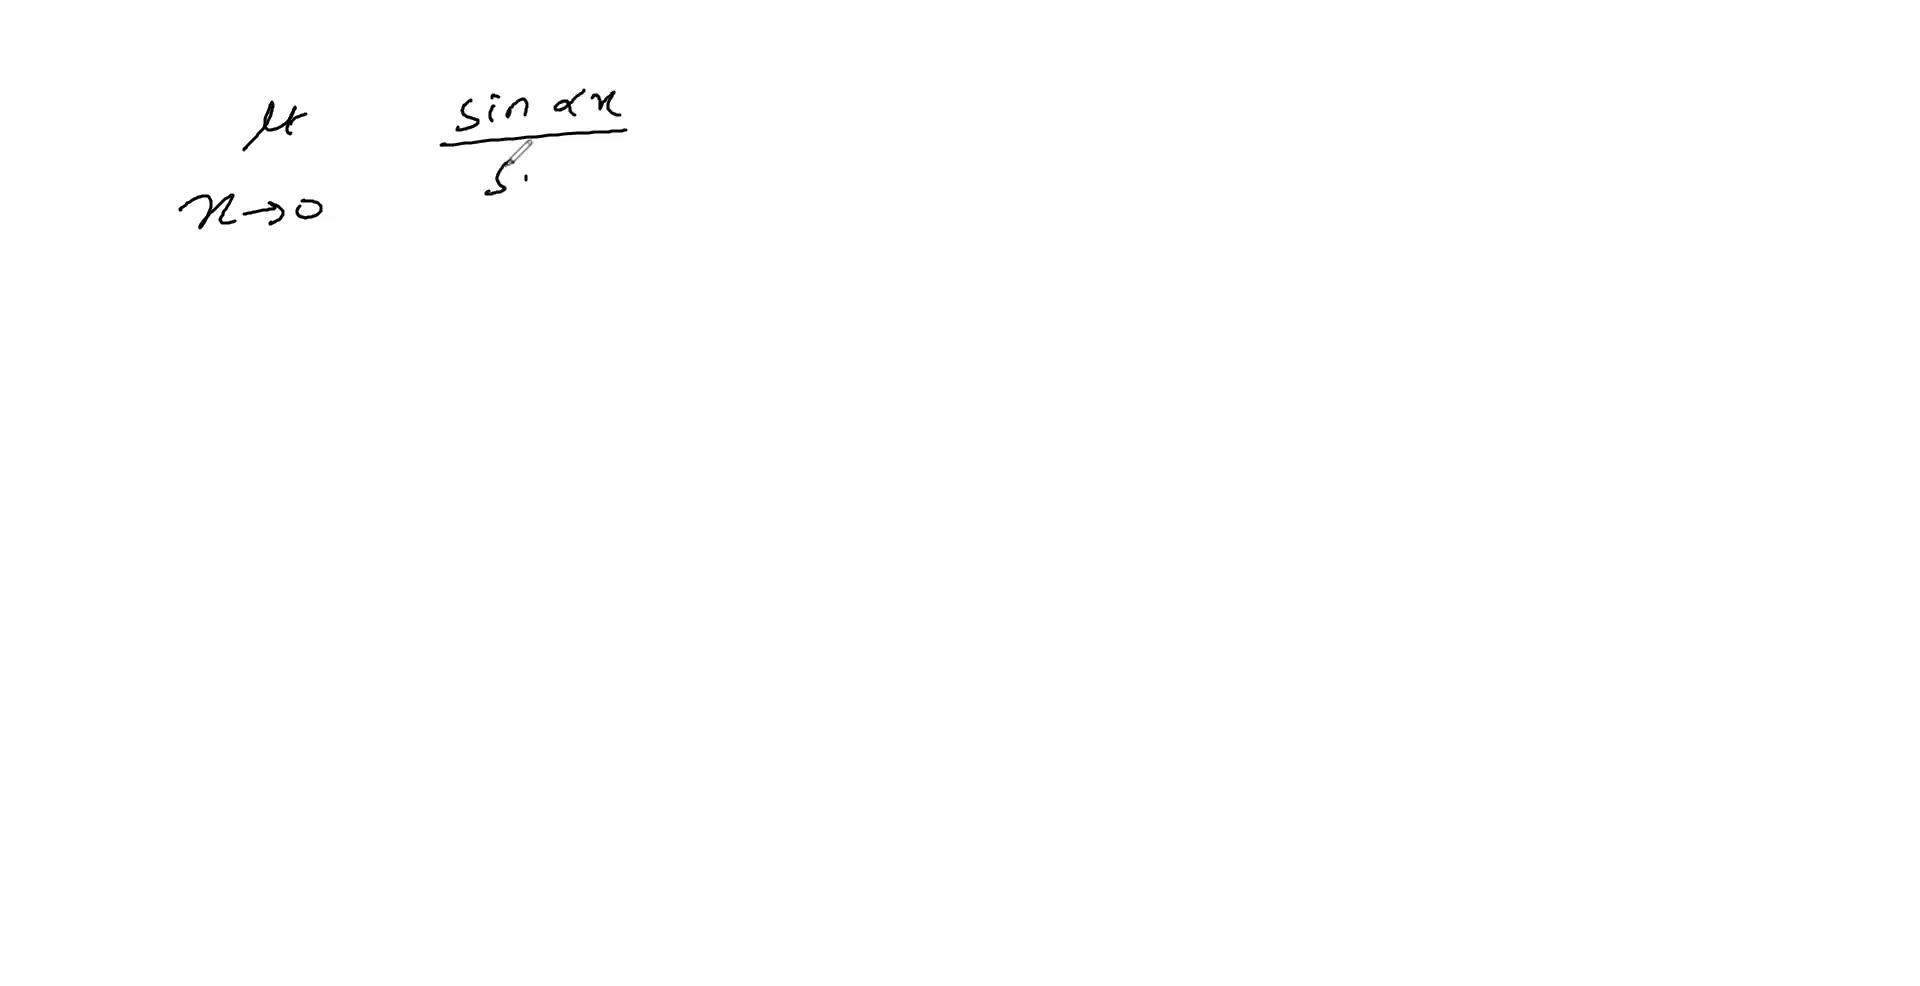 lt sin αx
x→0 s.